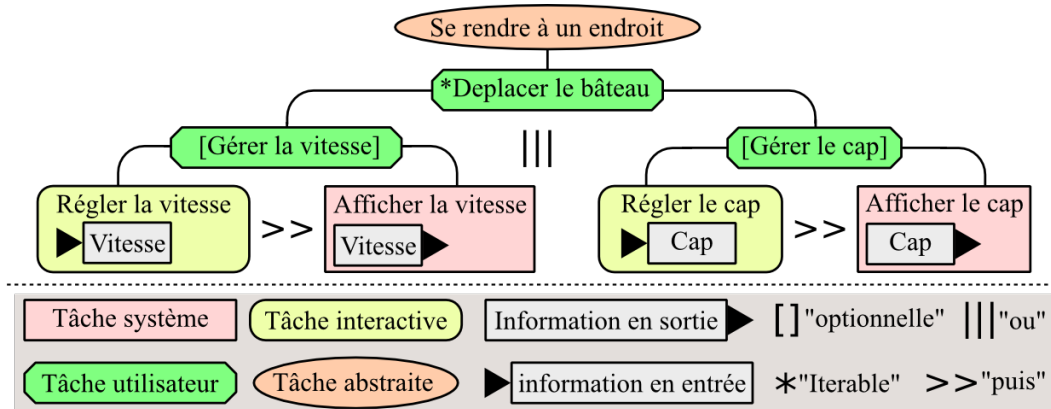 Se rendre à un endroit
*Deplacer le bâteau
[Gérer la vitesse] ||| [Gérer le cap]
Régler la vitesse Afficher la vitesse Régler le cap Afficher le cap
Vitesse >> Vitesse Cap >> Cap
Tâche système Tâche interactive Information en sortie [ ] "optionnelle" ||| "ou"
Tâche utilisateur Tâche abstraite information en entrée *"Iterable" >> "puis"